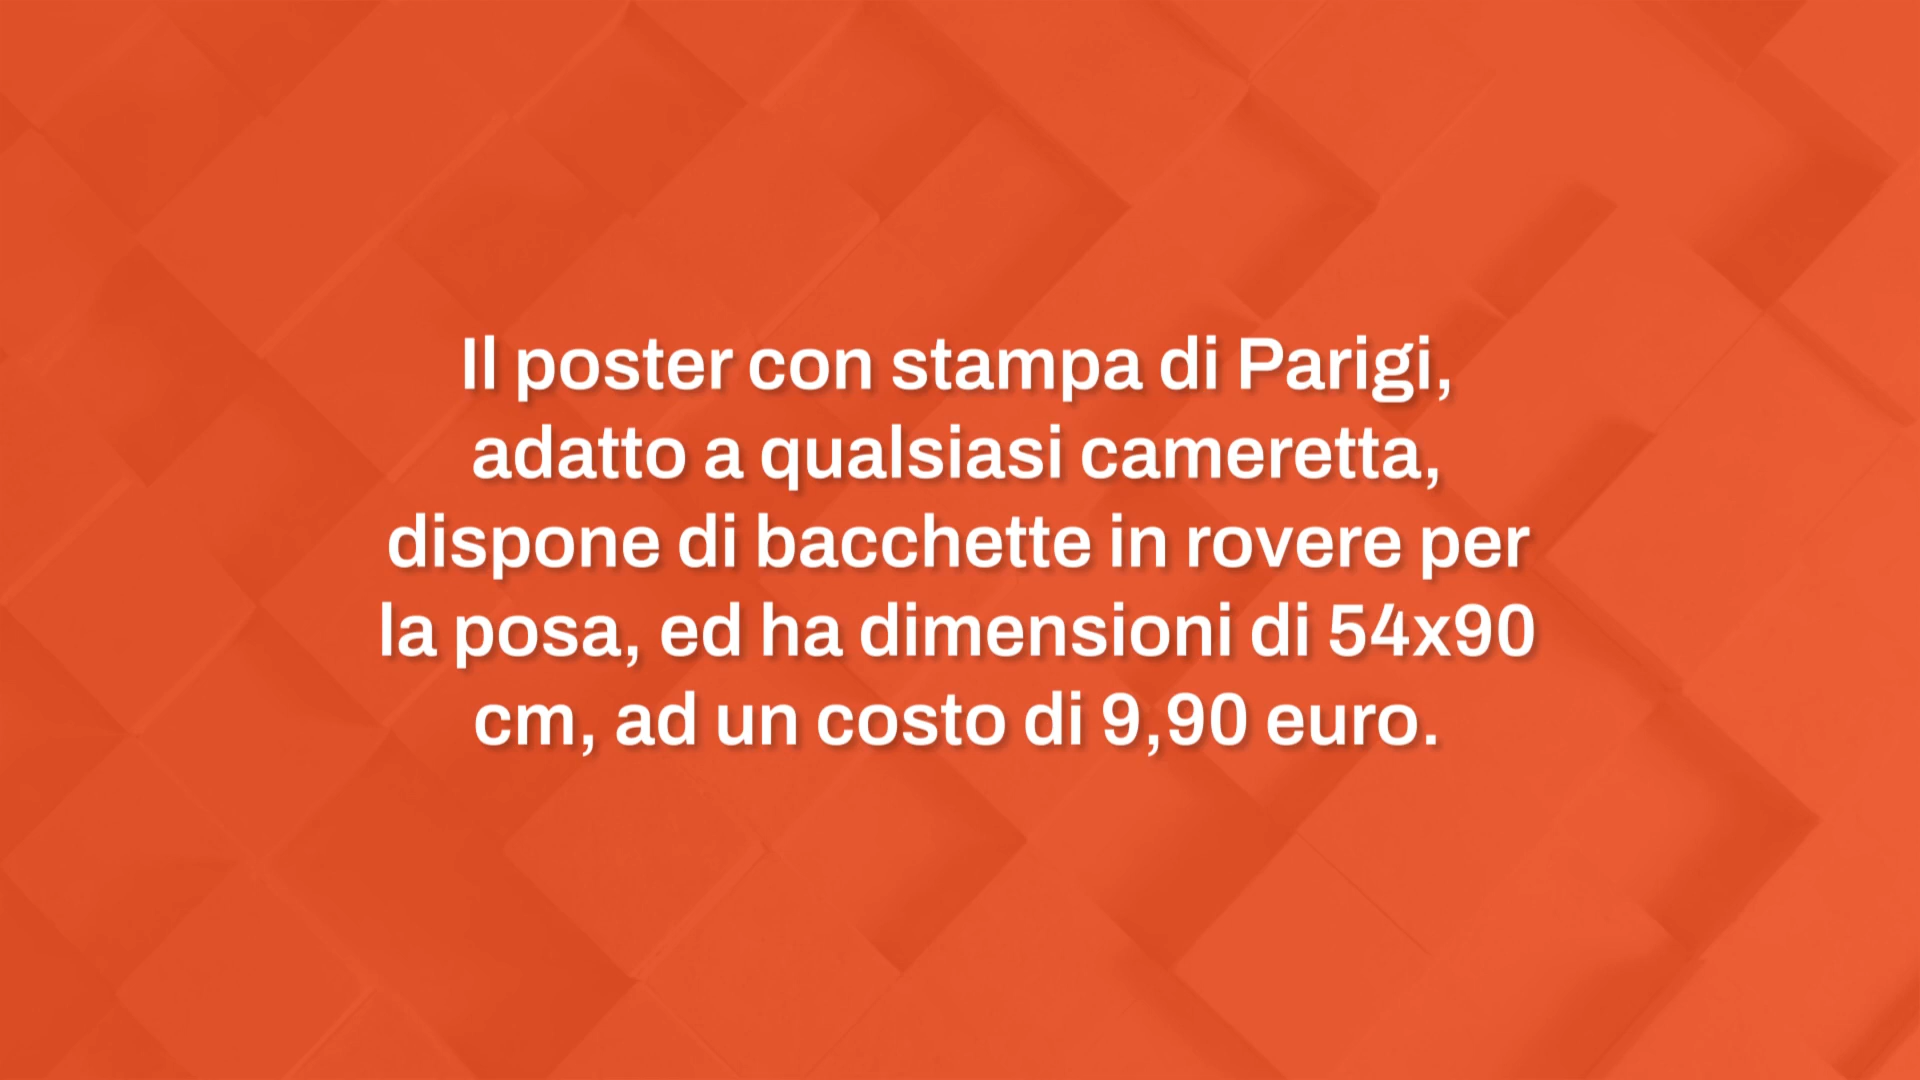 Il poster con stampa di Parigi,
adatto a qualsiasi cameretta,
dispone di bacchette in rovere per
la posa, ed ha dimensioni di 54x90
cm, ad un costo di 9,90 euro.